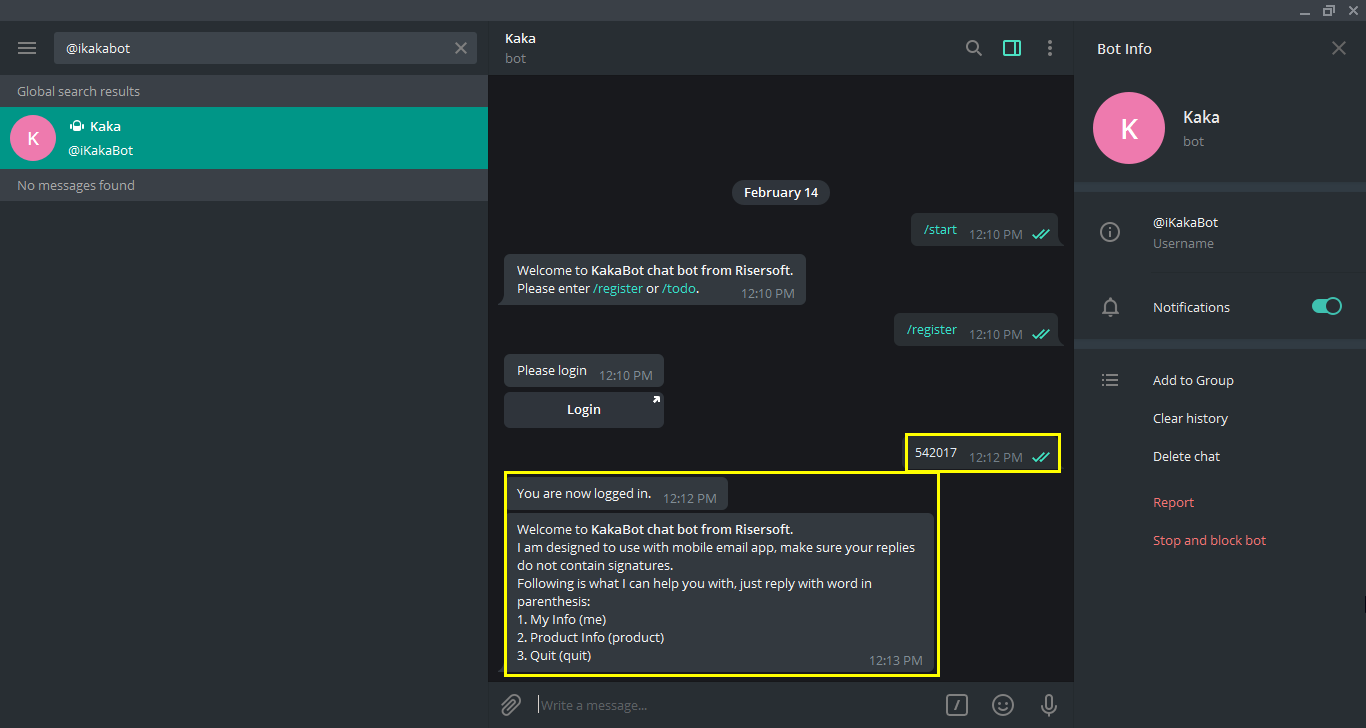 @ikakabot
Global search results
K
Kaka
@iKakaBot
No messages found
Kaka
bot
February 14
/start 12:10 PM
Welcome to KakaBot chat bot from Risersoft.
Please enter /register or /todo. 12:10 PM
/register 12:10 PM
Please login 12:10 PM
Login
542017 12:12 PM
You are now logged in. 12:12 PM
Welcome to KakaBot chat bot from Risersoft.
I am designed to use with mobile email app, make sure your replies
do not contain signatures.
Following is what I can help you with, just reply with word in
parenthesis:
1. My Info (me)
2. Product Info (product)
3. Quit (quit)
12:13 PM
Write a message...
Bot Info
K
Kaka
bot
@iKakaBot
Username
Notifications
Add to Group
Clear history
Delete chat
Report
Stop and block bot